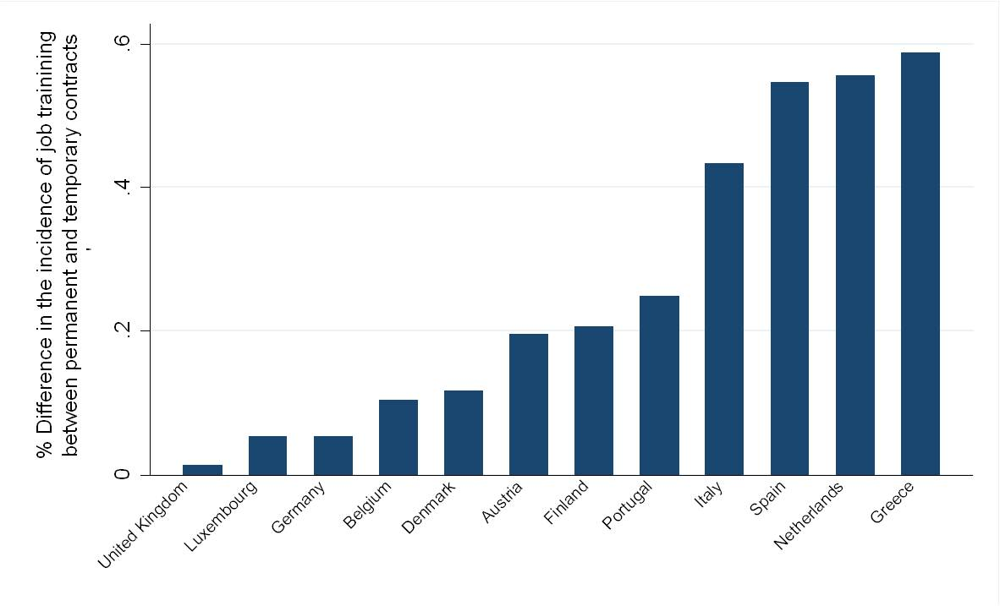 % Difference in the incidence of job trainining
between permanent and temporary contracts
,
.6
.4
.2
0
United Kingdom
Luxembourg
Germany
Belgium
Denmark
Austria
Finland
Portugal
Italy
Spain
Netherlands
Greece